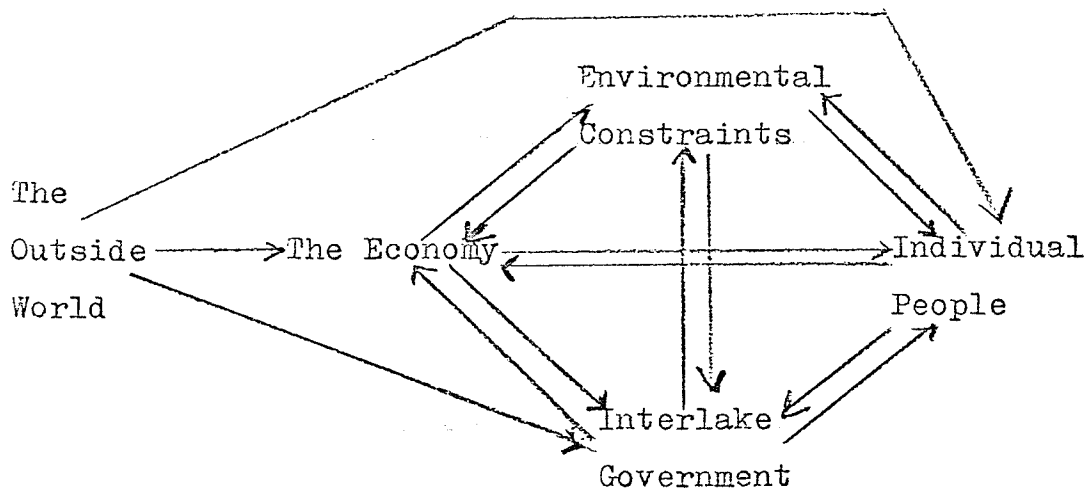 Environmental
Constraints
The
Outside
World
The Economy
Individual
People
Interlake
Government